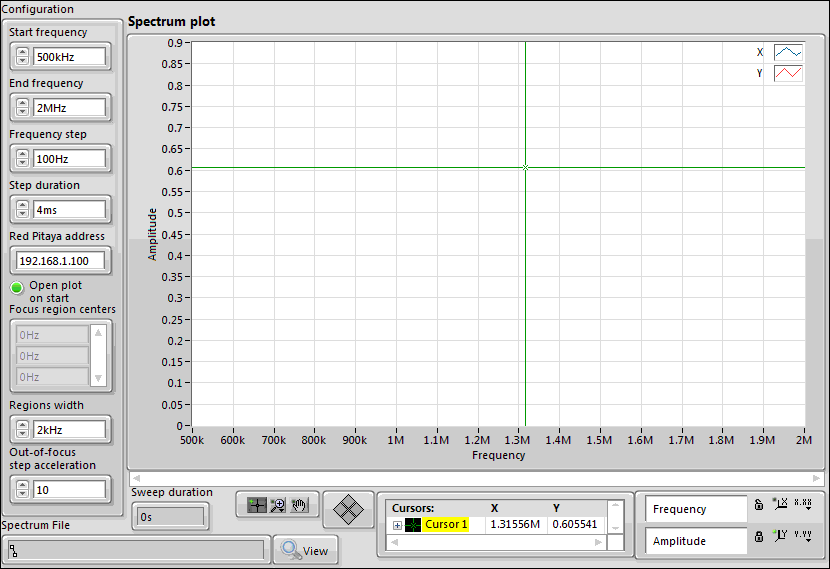 Configuration
Start frequency
500kHz
End frequency
2MHz
Frequency step
100Hz
Step duration
4ms
Red Pitaya address
192.168.1.100
Open plot
on start
Focus region centers
0Hz
0Hz
0Hz
Regions width
2kHz
Out-of-focus
step acceleration
10
Spectrum File
Spectrum plot
X
Y
Amplitude
0.9
0.85
0.8
0.75
0.7
0.65
0.6
0.55
0.5
0.45
0.4
0.35
0.3
0.25
0.2
0.15
0.1
0.05
0
500k 600k 700k 800k 900k 1M 1.1M 1.2M 1.3M 1.4M 1.5M 1.6M 1.7M 1.8M 1.9M 2M
Frequency
Sweep duration
0s
View
Cursors: X Y
Cursor 1 1.31556M 0.605541
Frequency
X X.XX
Amplitude
Y Y.YY